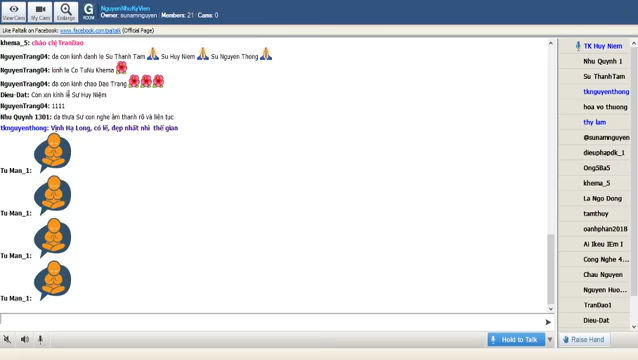 View Cam
My Cam
Enlarge
G
ROOM
NguyenNhuKyVien
Owner: sunamnguyen Members: 21 Cams: 0
Like Paltalk on Facebook - www.facebook.com/paltalk (Official Page)
khema_5: chào chị TranDao
NguyenTrang04: da con kinh danh le Su Thanh Tam Su Huy Niem Su Nguyen Thong
NguyenTrang04: kinh le Co TuNu Khema
NguyenTrang04: da con kinh chao Dao Trang
Dieu-Dat: Con xin kính lễ Sư Huy Niệm
NguyenTrang04: 1111
Nhu Quynh 1301: da thưa Sư con nghe âm thanh rõ và liên tục
tknguyenthong: Vịnh Hạ Long, có lẽ, đẹp nhất nhì thế gian
Tu Man_1:
Tu Man_1:
Tu Man_1:
Tu Man_1:
Hold to Talk
TK Huy Niem
Nhu Quynh 1
Su ThanhTam
tknguyenthong
hoa vo thuong
thy lam
@sunamnguyen
dieuphapdk_1
Ong5Ba5
khema_5
La Ngo Dong
tamthuy
oanhphan2018
Ai Ikeu IEm I
Cong Nghe 4...
Chau Nguyen
Nguyen Huo...
TranDao1
Dieu-Dat
Raise Hand